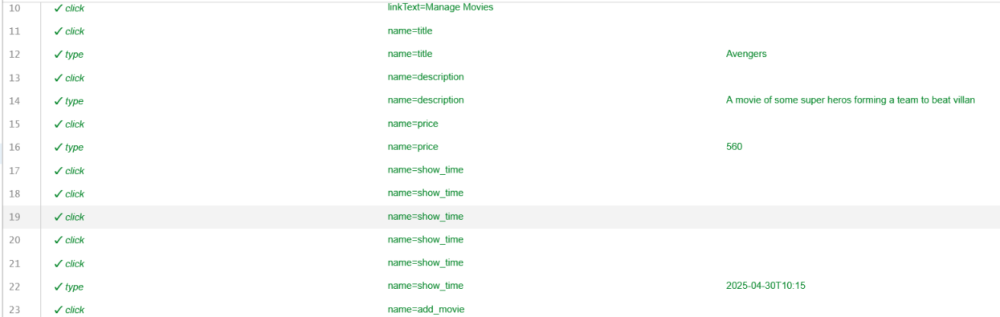 10 ✓ click linkText=Manage Movies
11 ✓ click name=title
12 ✓ type name=title Avengers
13 ✓ click name=description
14 ✓ type name=description A movie of some super heros forming a team to beat villan
15 ✓ click name=price
16 ✓ type name=price 560
17 ✓ click name=show_time
18 ✓ click name=show_time
19 ✓ click name=show_time
20 ✓ click name=show_time
21 ✓ click name=show_time
22 ✓ type name=show_time 2025-04-30T10:15
23 ✓ click name=add_movie